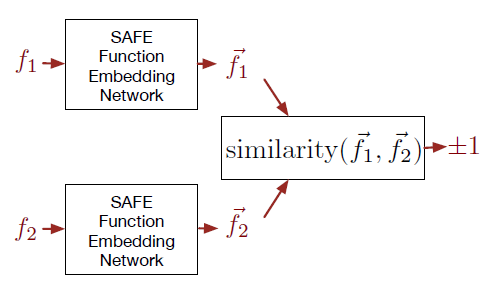 f₁
SAFE
Function
Embedding
Network
f⃗₁
similarity(f⃗₁, f⃗₂)
±1
f₂
SAFE
Function
Embedding
Network
f⃗₂